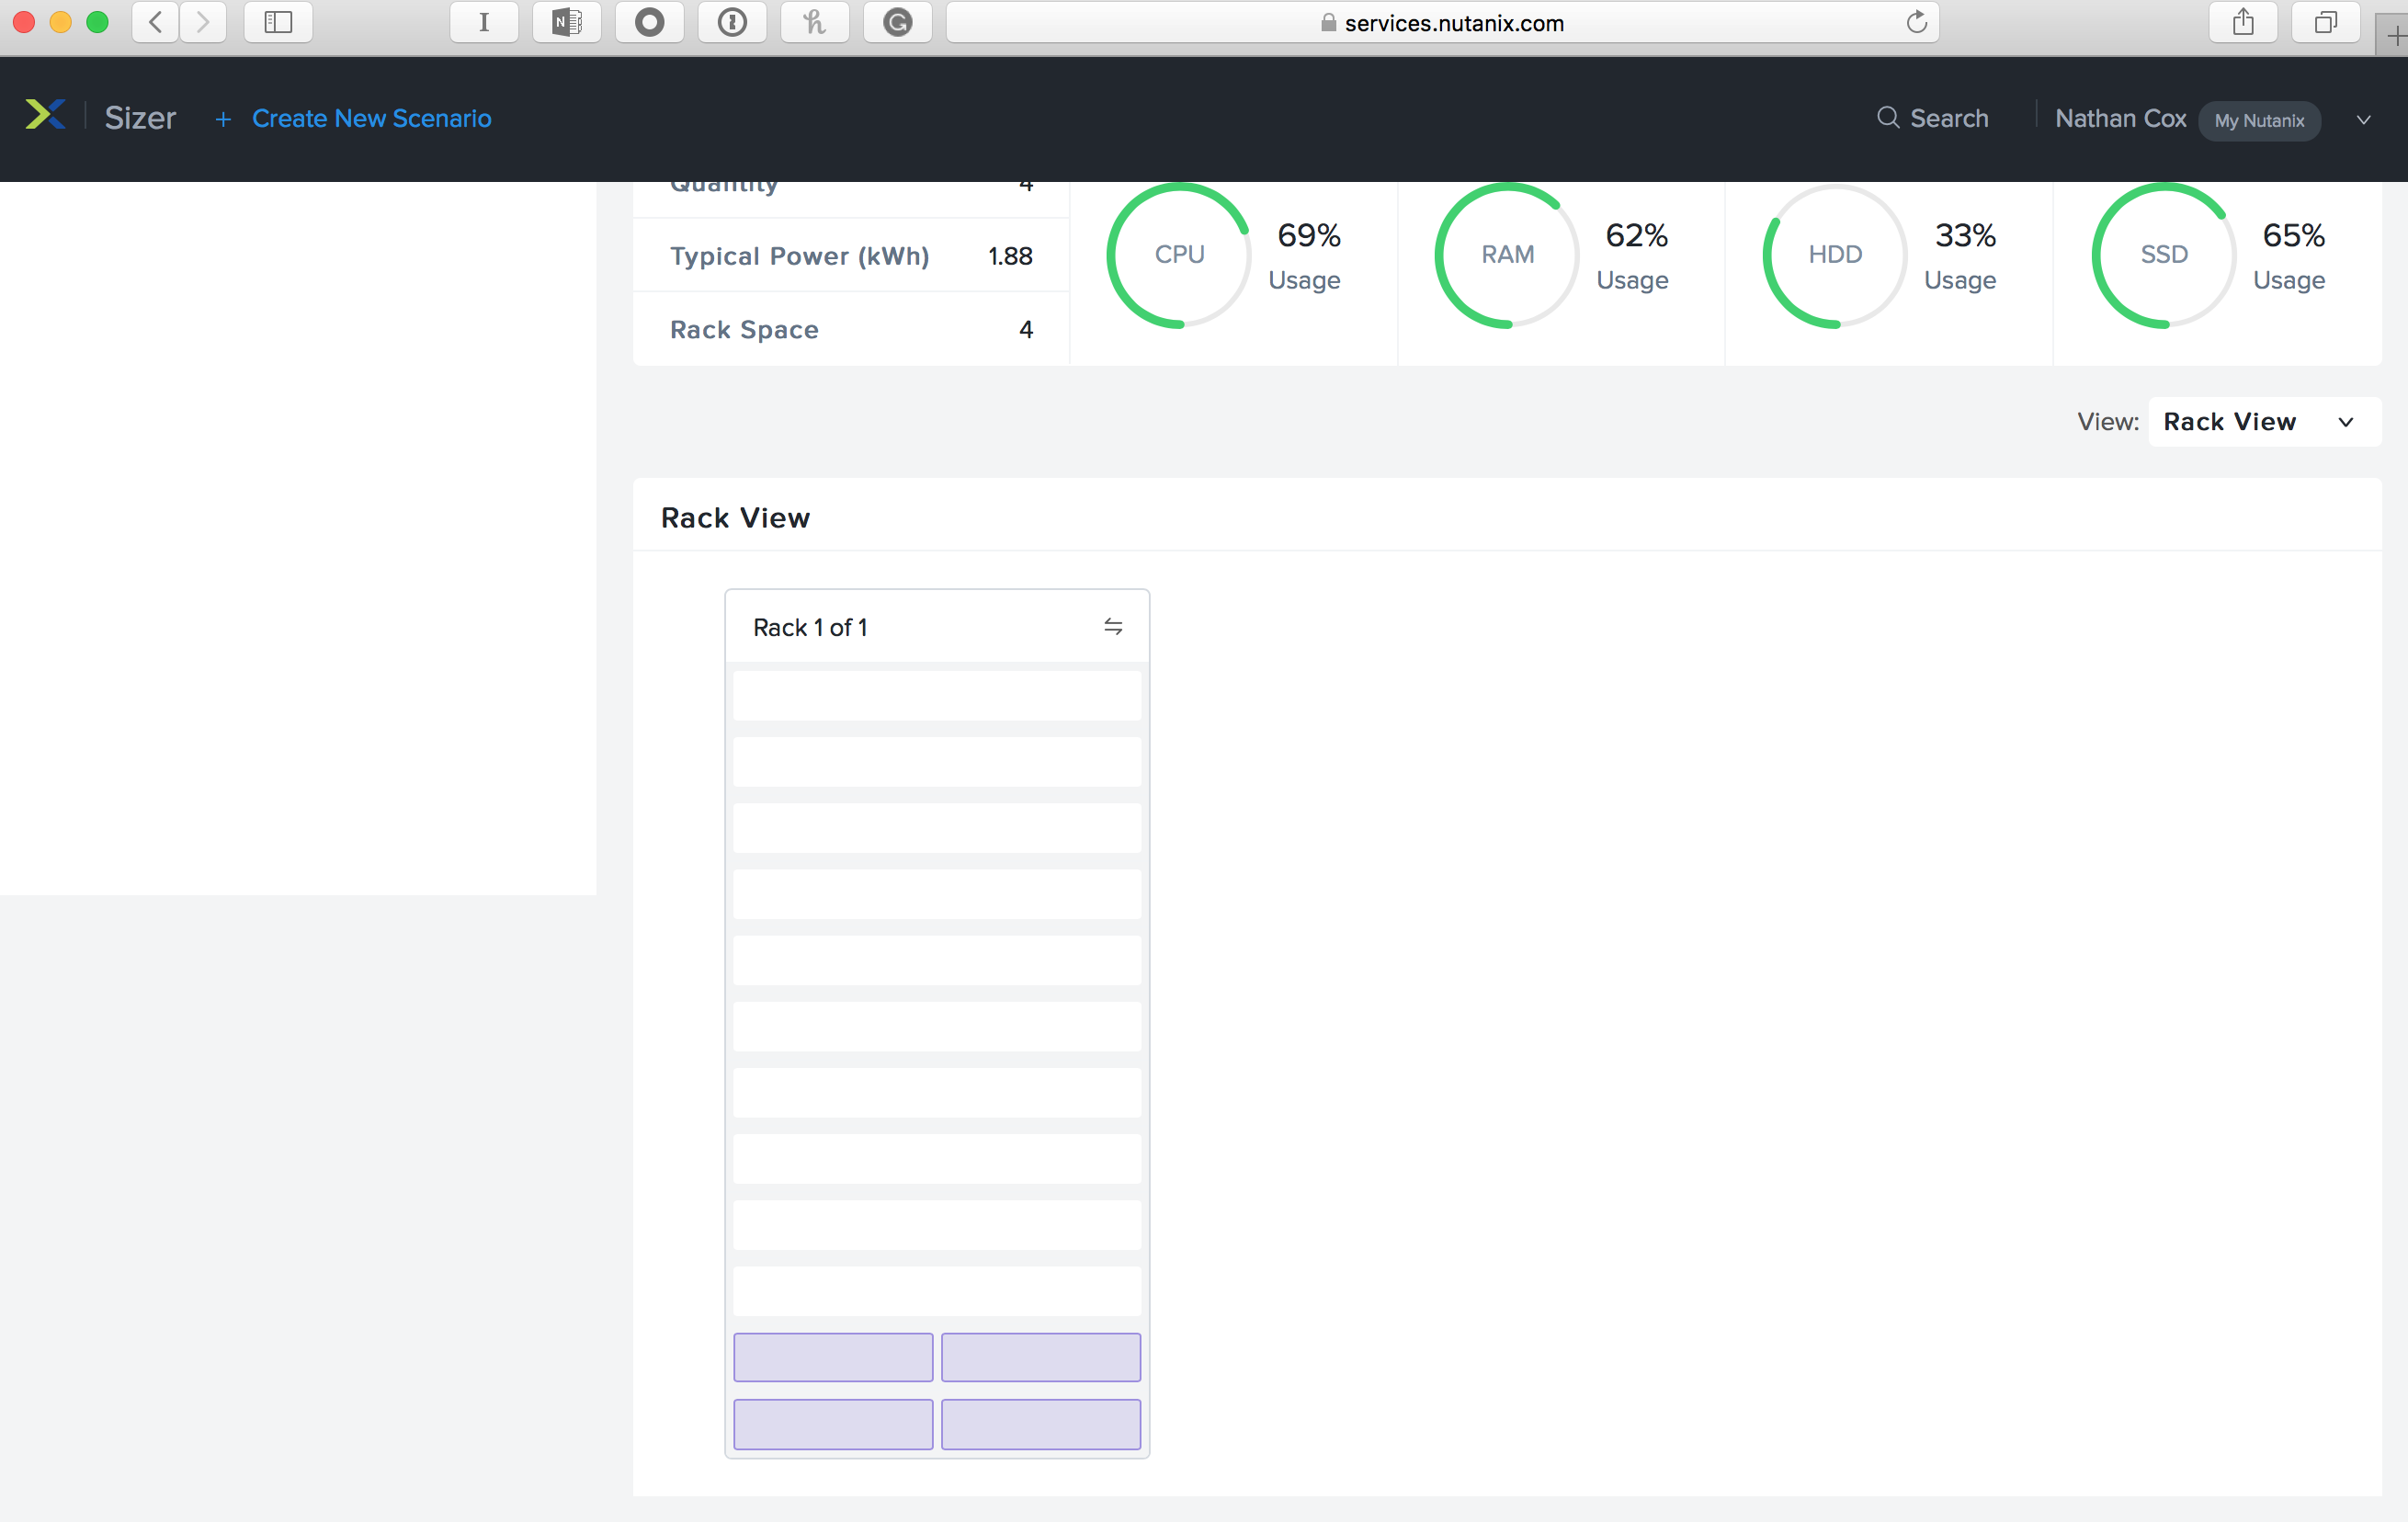 services.nutanix.com
Sizer + Create New Scenario Search Nathan Cox My Nutanix
Quantity 4
Typical Power (kWh) 1.88
Rack Space 4
CPU 69% Usage
RAM 62% Usage
HDD 33% Usage
SSD 65% Usage
View: Rack View
Rack View
Rack 1 of 1